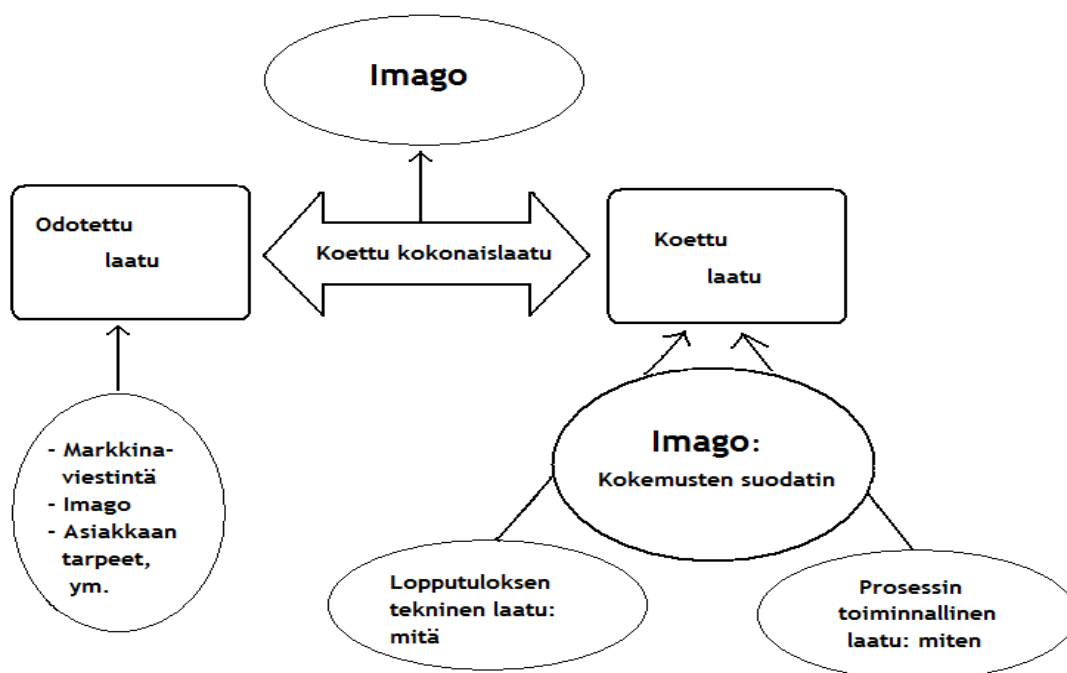 Imago
Odotettu
laatu
Koettu kokonaislaatu
Koettu
laatu
- Markkina-
viestintä
- Imago
- Asiakkaan
tarpeet,
ym.
Imago:
Kokemusten suodatin
Lopputuloksen
tekninen laatu:
mitä
Prosessin
toiminnallinen
laatu: miten